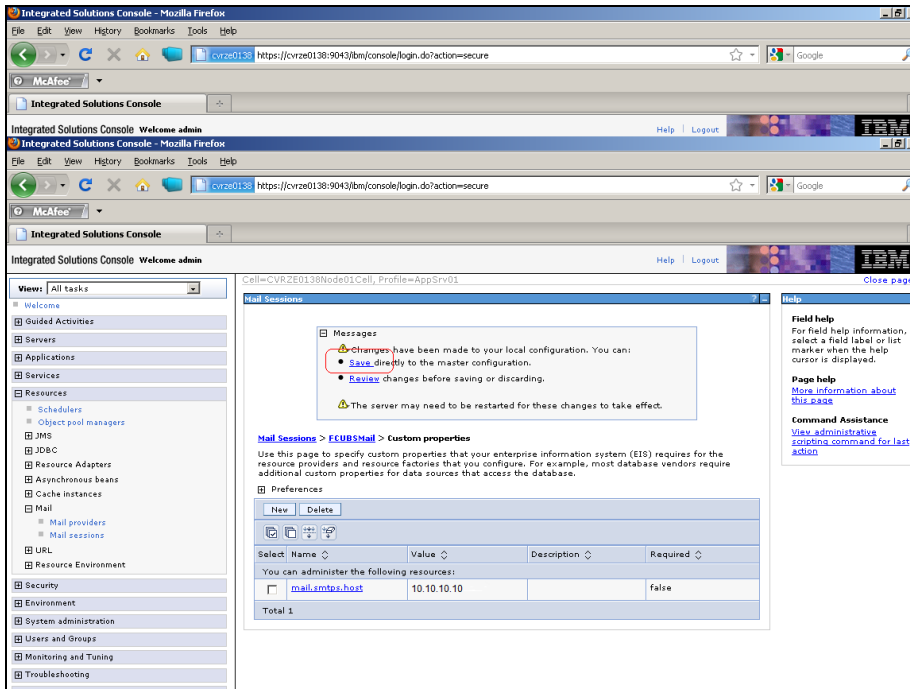 Integrated Solutions Console - Mozilla Firefox
File Edit View History Bookmarks Tools Help
cvrze0138 https://cvrze0138:9043/ibm/console/login.do?action=secure
Google
McAfee
Integrated Solutions Console
Integrated Solutions Console Welcome admin
Help | Logout
IBM
Integrated Solutions Console - Mozilla Firefox
File Edit View History Bookmarks Tools Help
cvrze0138 https://cvrze0138:9043/ibm/console/login.do?action=secure
Google
McAfee
Integrated Solutions Console
Integrated Solutions Console Welcome admin
Help | Logout
IBM
View: All tasks
Welcome
Guided Activities
Servers
Applications
Services
Resources
Schedulers
Object pool managers
JMS
JDBC
Resource Adapters
Asynchronous beans
Cache instances
Mail
Mail providers
Mail sessions
URL
Resource Environment
Security
Environment
System administration
Users and Groups
Monitoring and Tuning
Troubleshooting
Cell=CVRZE0138Node01Cell, Profile=AppSrv01
Close page
Mail Sessions
? -
Messages
Changes have been made to your local configuration. You can:
Save directly to the master configuration.
Review changes before saving or discarding.
The server may need to be restarted for these changes to take effect.
Mail Sessions > FCUBSMail > Custom properties
Use this page to specify custom properties that your enterprise information system (EIS) requires for the
resource providers and resource factories that you configure. For example, most database vendors require
additional custom properties for data sources that access the database.
Preferences
New Delete
Select Name Value Description Required
You can administer the following resources:
mail.smtps.host 10.10.10.10 false
Total 1
Help
Field help
For field help information,
select a field label or list
marker when the help
cursor is displayed.
Page help
More information about
this page
Command Assistance
View administrative
scripting command for last
action